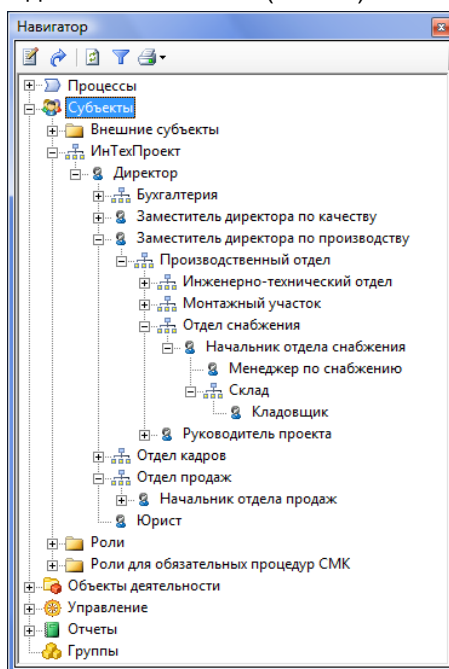 Навигатор
Процессы
Субъекты
Внешние субъекты
ИнТехПроект
Директор
Бухгалтерия
Заместитель директора по качеству
Заместитель директора по производству
Производственный отдел
Инженерно-технический отдел
Монтажный участок
Отдел снабжения
Начальник отдела снабжения
Менеджер по снабжению
Склад
Кладовщик
Руководитель проекта
Отдел кадров
Отдел продаж
Начальник отдела продаж
Юрист
Роли
Роли для обязательных процедур СМК
Объекты деятельности
Управление
Отчеты
Группы